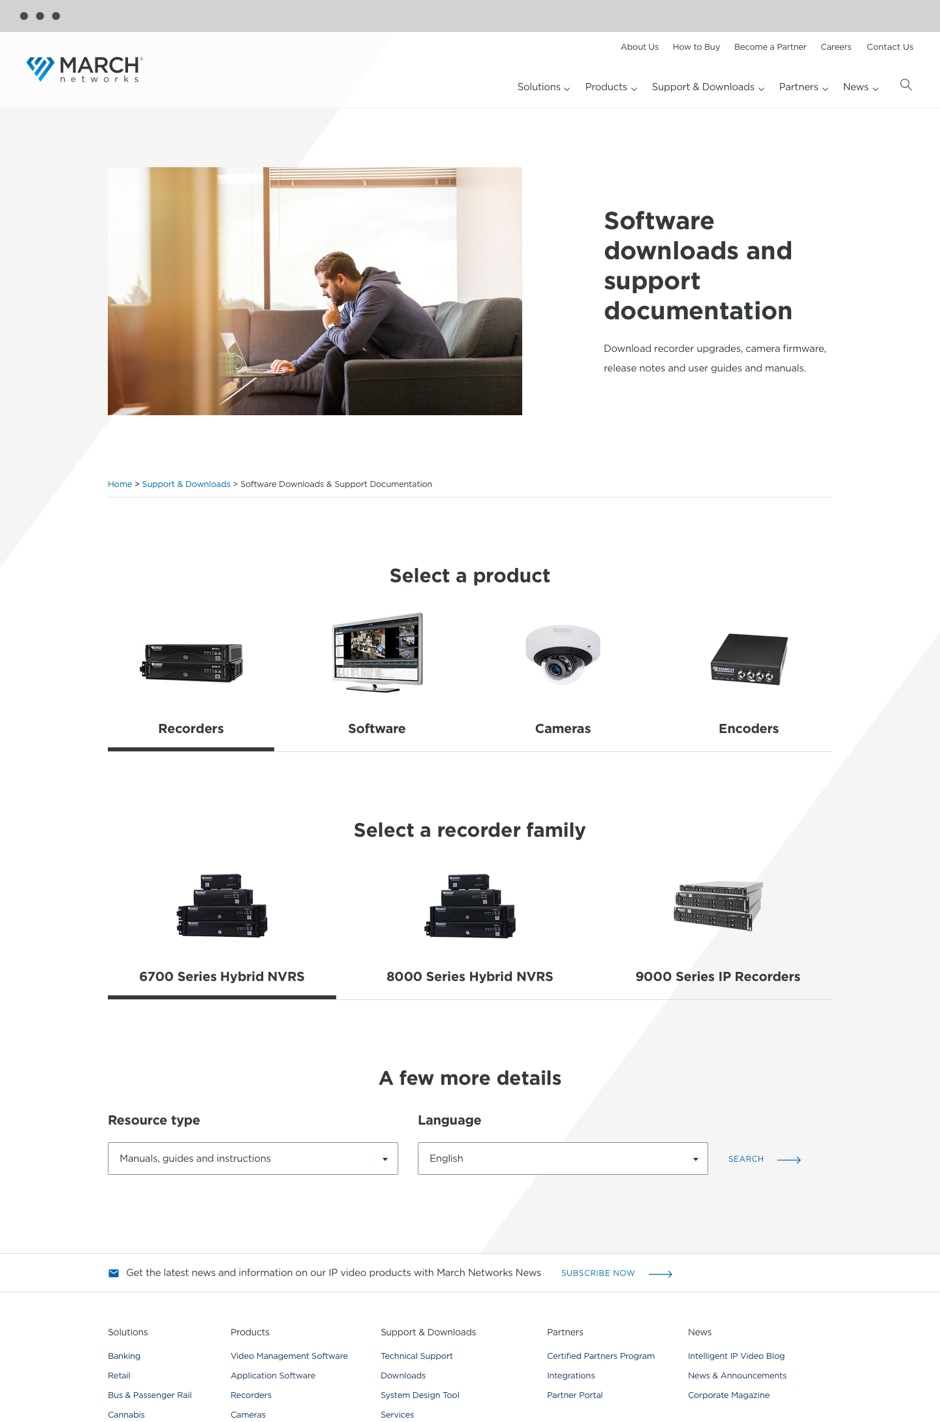 About Us How to Buy Become a Partner Careers Contact Us
MARCH
networks
Solutions Products Support & Downloads Partners News
Software
downloads and
support
documentation
Download recorder upgrades, camera firmware,
release notes and user guides and manuals.
Home > Support & Downloads > Software Downloads & Support Documentation
Select a product
MARCH
Recorders Software Cameras Encoders
Select a recorder family
6700 Series Hybrid NVRS 8000 Series Hybrid NVRS 9000 Series IP Recorders
A few more details
Resource type Language
Manuals, guides and instructions English SEARCH
Get the latest news and information on our IP video products with March Networks News SUBSCRIBE NOW
Solutions Products Support & Downloads Partners News
Banking Video Management Software Technical Support Certified Partners Program Intelligent IP Video Blog
Retail Application Software Downloads Integrations News & Announcements
Bus & Passenger Rail Recorders System Design Tool Partner Portal Corporate Magazine
Cannabis Cameras Services